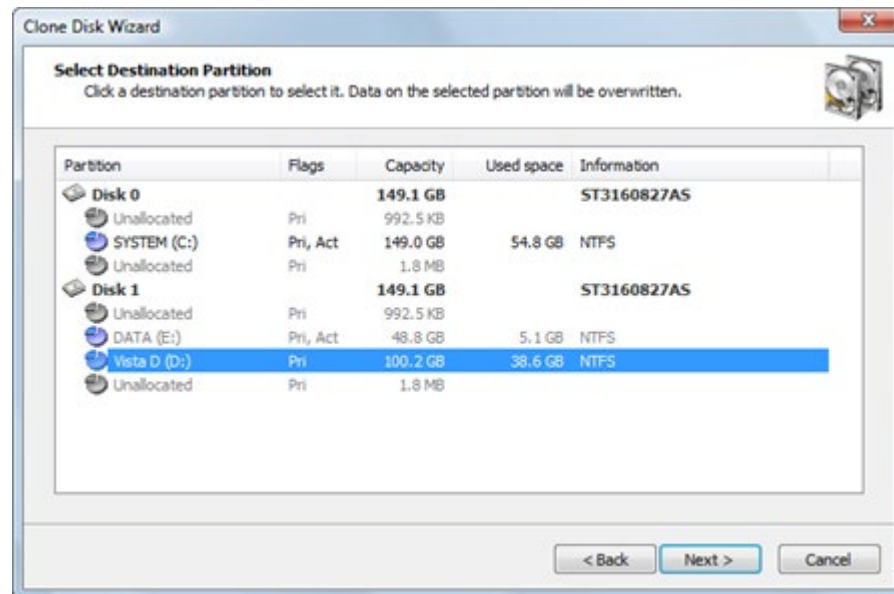 Clone Disk Wizard
Select Destination Partition
Click a destination partition to select it. Data on the selected partition will be overwritten.
Partition Flags Capacity Used space Information
Disk 0 149.1 GB ST3160827AS
Unallocated Pri 992.5 KB
SYSTEM (C:) Pri, Act 149.0 GB 54.8 GB NTFS
Unallocated Pri 1.8 MB
Disk 1 149.1 GB ST3160827AS
Unallocated Pri 992.5 KB
DATA (E:) Pri, Act 48.8 GB 5.1 GB NTFS
Vista D (D:) Pri 100.2 GB 38.6 GB NTFS
Unallocated Pri 1.8 MB
< Back Next > Cancel